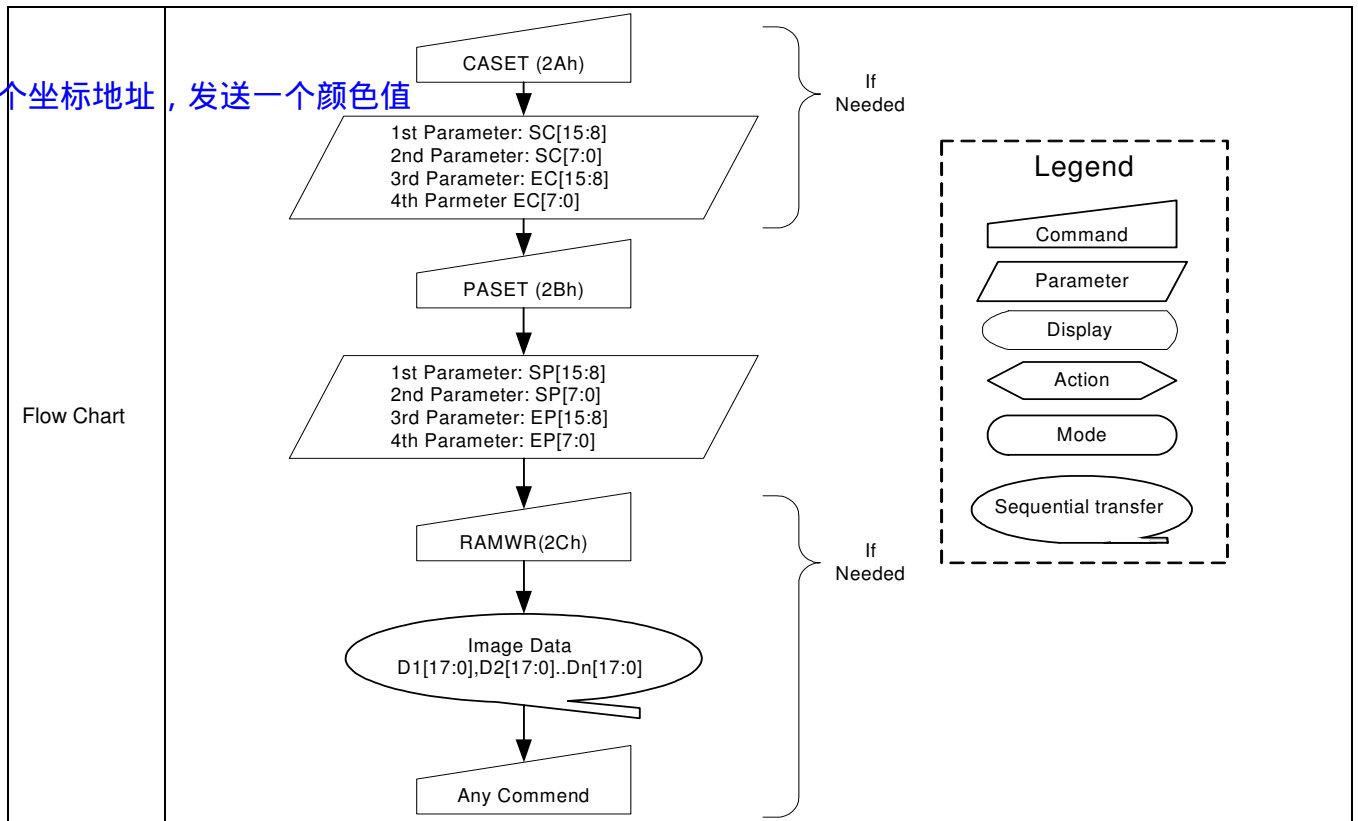 CASET (2Ah)
个坐标地址，发送一个颜色值
If
Needed
1st Parameter: SC[15:8]
2nd Parameter: SC[7:0]
3rd Parameter: EC[15:8]
4th Parmeter EC[7:0]
PASET (2Bh)
1st Parameter: SP[15:8]
2nd Parameter: SP[7:0]
3rd Parameter: EP[15:8]
4th Parameter: EP[7:0]
Flow Chart
RAMWR(2Ch)
If
Needed
Image Data
D1[17:0],D2[17:0]..Dn[17:0]
Any Commend
Legend
Command
Parameter
Display
Action
Mode
Sequential transfer